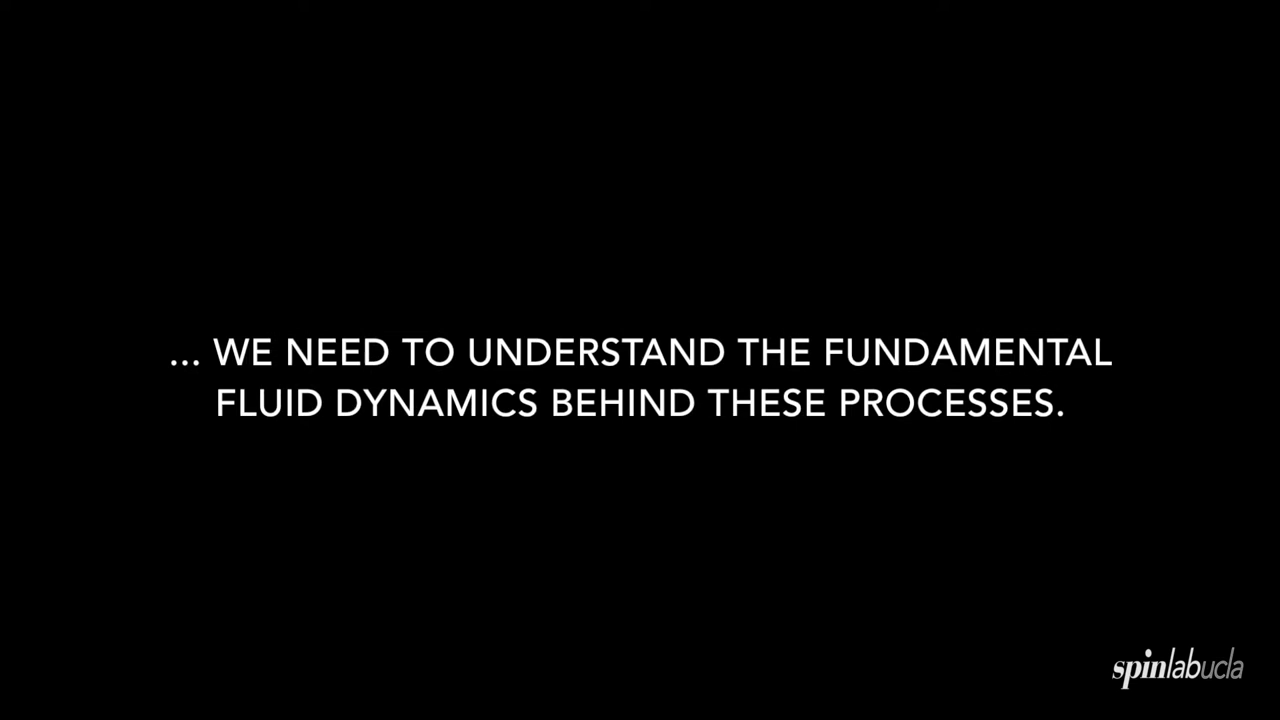 ... WE NEED TO UNDERSTAND THE FUNDAMENTAL
FLUID DYNAMICS BEHIND THESE PROCESSES.
spinlabucla